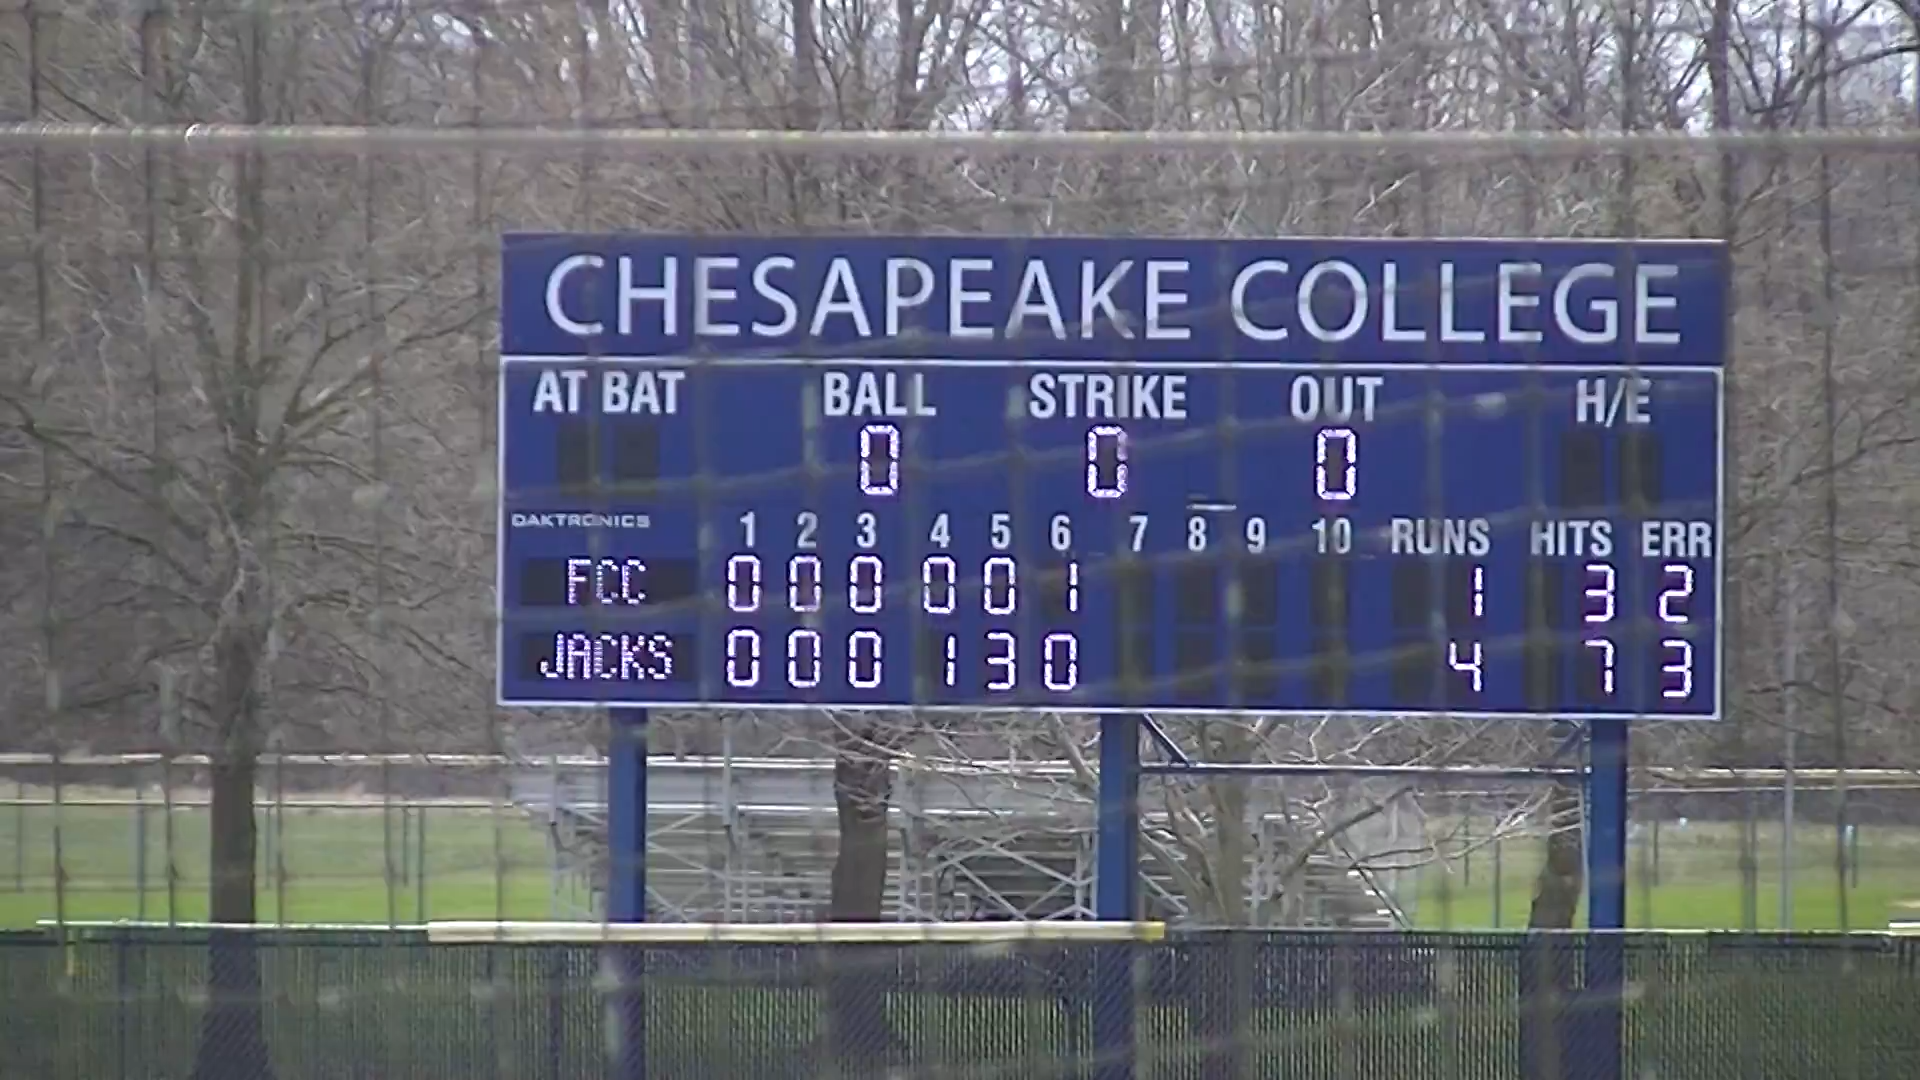 CHESAPEAKE COLLEGE
AT BAT BALL STRIKE OUT H/E
0 0 0
DAKTRONICS 1 2 3 4 5 6 7 8 9 10 RUNS HITS ERR
FCC 0 0 0 0 0 1 1 3 2
JACKS 0 0 0 1 3 0 4 7 3